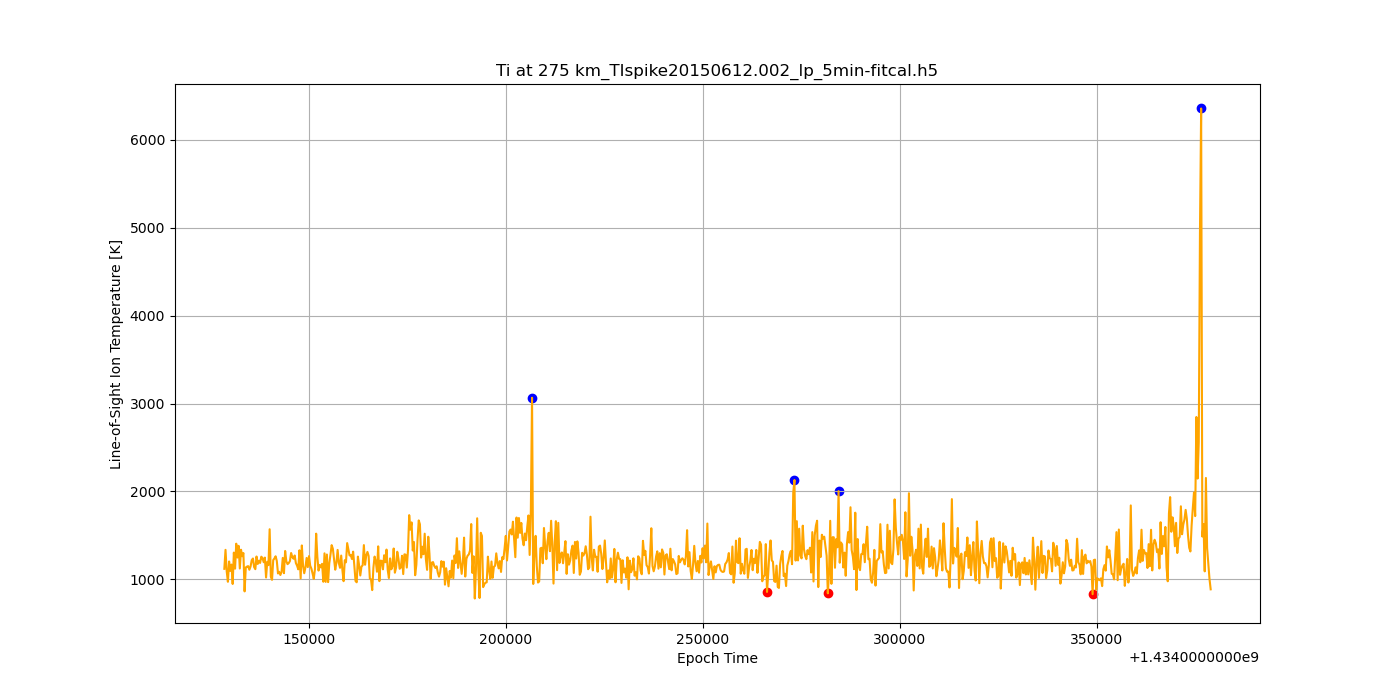 Ti at 275 km_TIspike20150612.002_lp_5min-fitcal.h5
Line-of-Sight Ion Temperature [K]
6000
5000
4000
3000
2000
1000
150000
200000
250000
300000
350000
Epoch Time
+1.4340000000e9